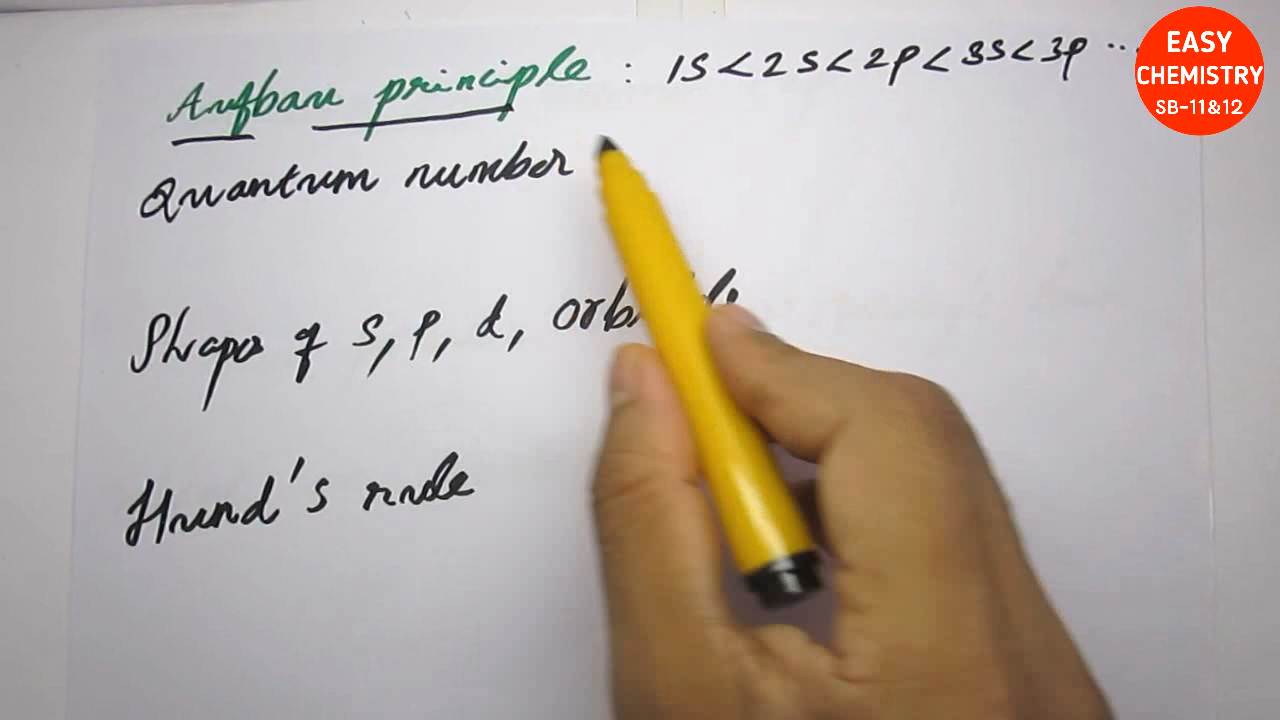 Aufbau principle : 1s < 2s < 2p < 3s < 3p ...
EASY
CHEMISTRY
SB-11&12
Quantum number
Shape of s, p, d,
Hund's rule